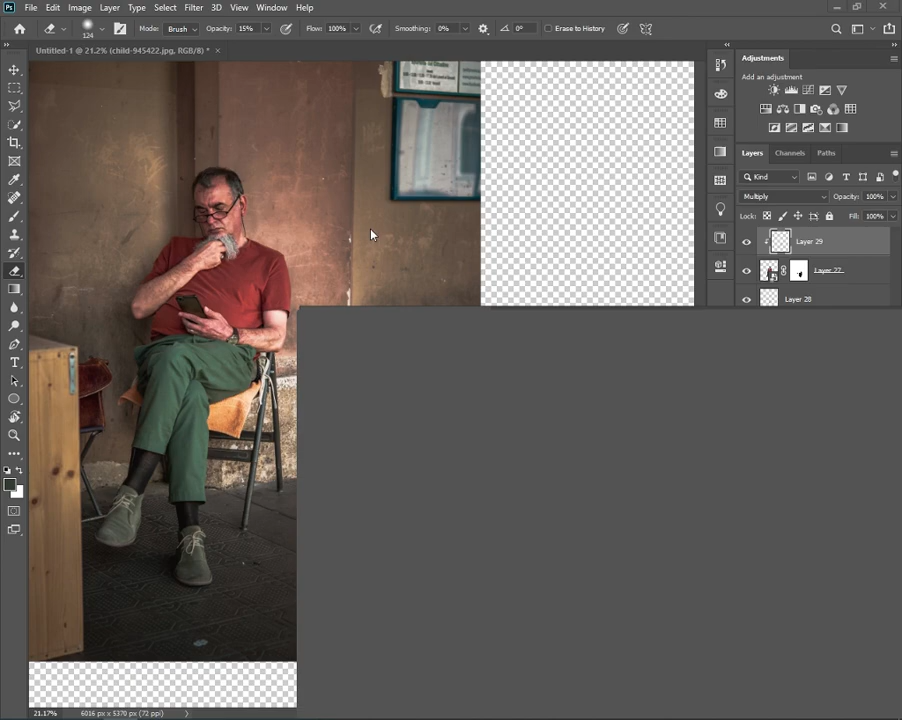 Ps File Edit Image Layer Type Select Filter 3D View Window Help
124 Mode: Brush Opacity: 15% Flow: 100% Smoothing: 0% 0° Erase to History
Untitled-1 @ 21.2% (child-945422.jpg, RGB/8) * ×
Adjustments
Add an adjustment
Layers Channels Paths
Kind
Multiply Opacity: 100%
Lock: Fill: 100%
Layer 29
Layer 27
Layer 28
21.17% 6016 px x 5370 px (72 ppi)